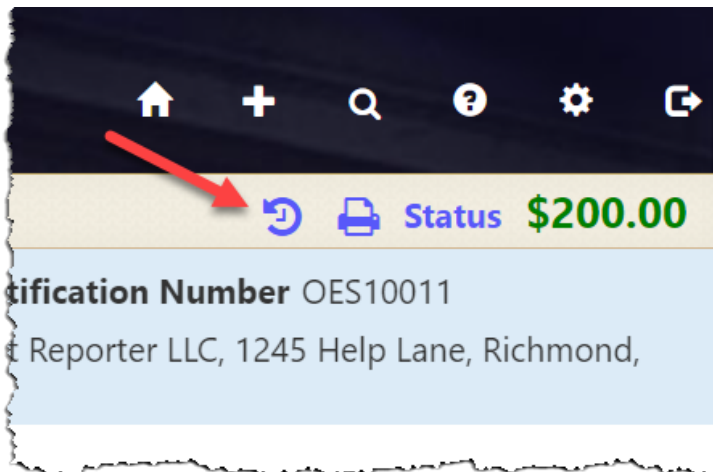 Status $200.00
tification Number OES10011
t Reporter LLC, 1245 Help Lane, Richmond,